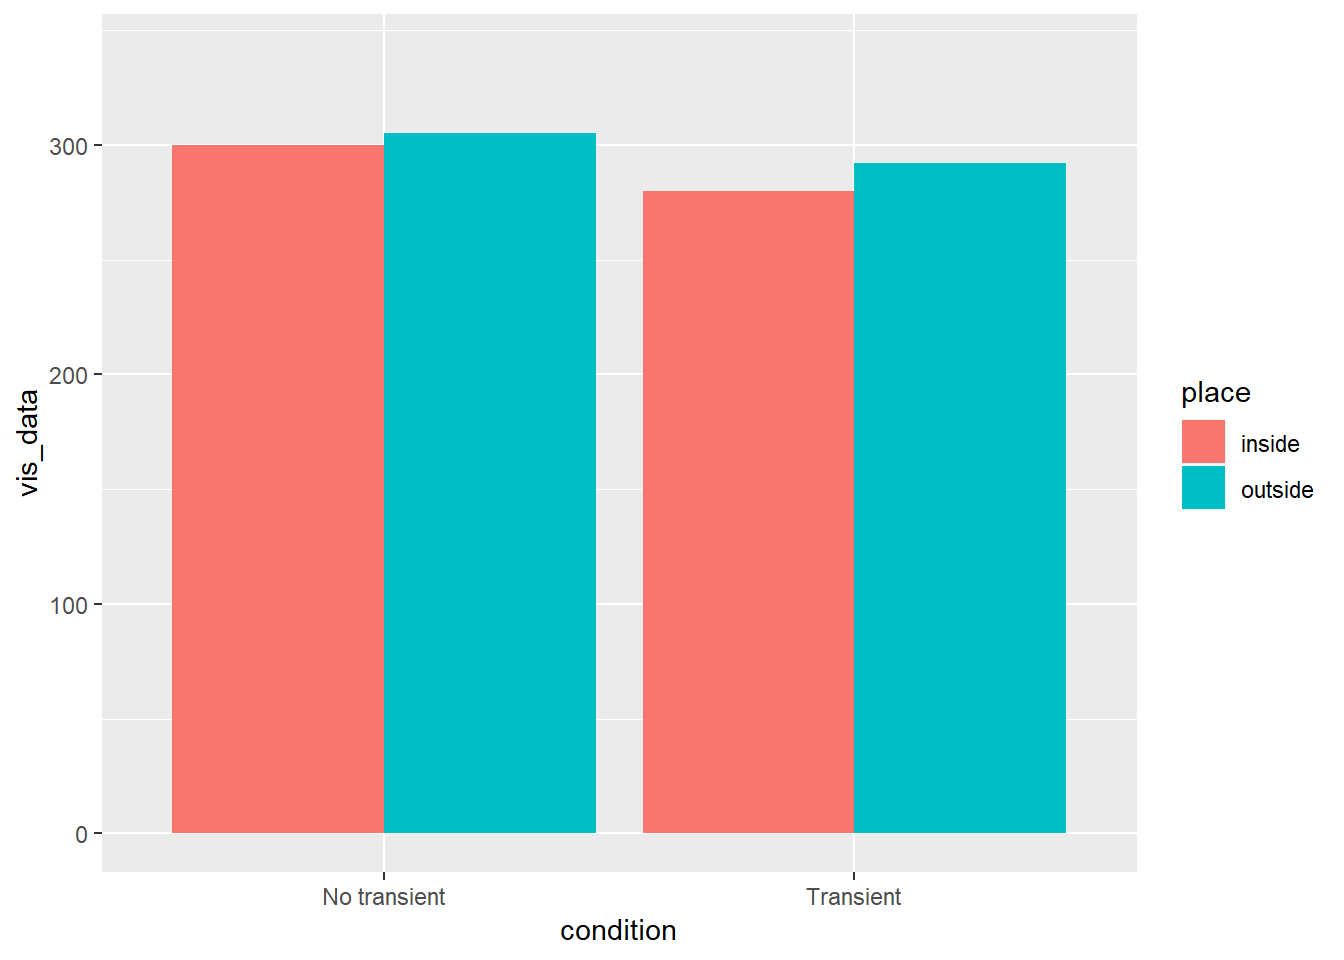 300
200
100
0
vis_data
No transient
Transient
condition
place
inside
outside